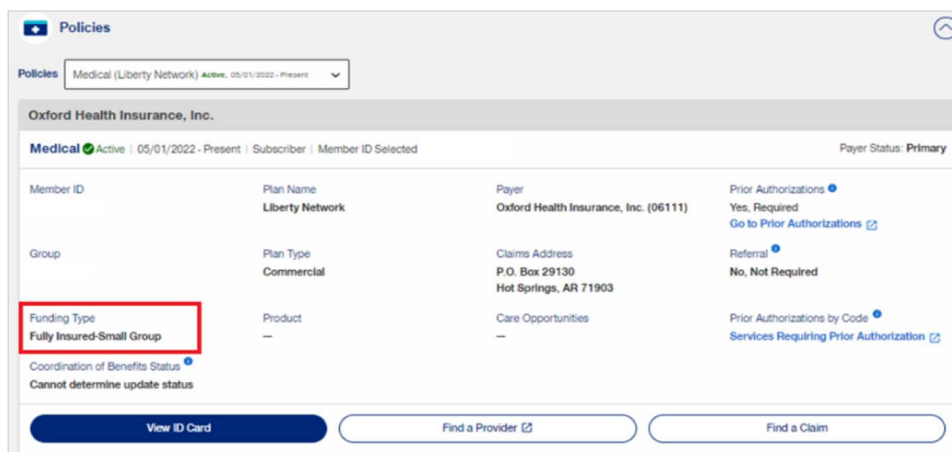 Policies
Policies Medical (Liberty Network) Active, 05/01/2022 - Present
Oxford Health Insurance, Inc.
Medical Active | 05/01/2022 - Present | Subscriber | Member ID Selected Payer Status: Primary
Member ID Plan Name Payer Prior Authorizations
Liberty Network Oxford Health Insurance, Inc. (06111) Yes, Required
Go to Prior Authorizations
Group Plan Type Claims Address Referral
Commercial P.O. Box 29130 No, Not Required
Hot Springs, AR 71903
Funding Type Product Care Opportunities Prior Authorizations by Code
Fully Insured-Small Group — — Services Requiring Prior Authorization
Coordination of Benefits Status
Cannot determine update status
View ID Card Find a Provider Find a Claim